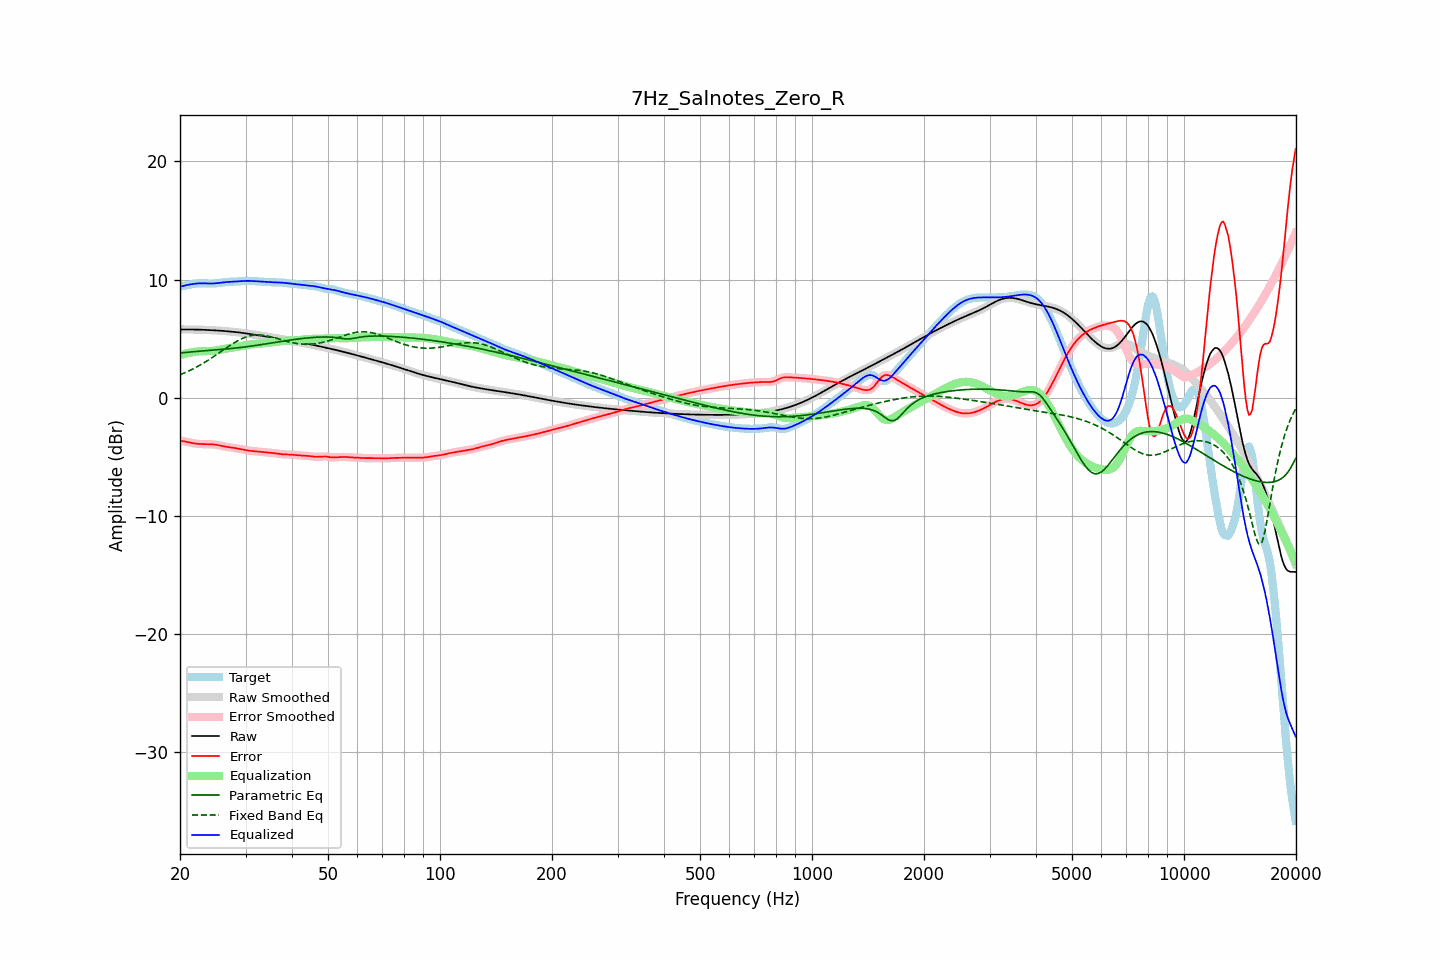 7Hz_Salnotes_Zero_R
20
10
0
−10
−20
−30
Amplitude (dBr)
Target
Raw Smoothed
Error Smoothed
Raw
Error
Equalization
Parametric Eq
Fixed Band Eq
Equalized
20 50 100 200 500 1000 2000 5000 10000 20000
Frequency (Hz)